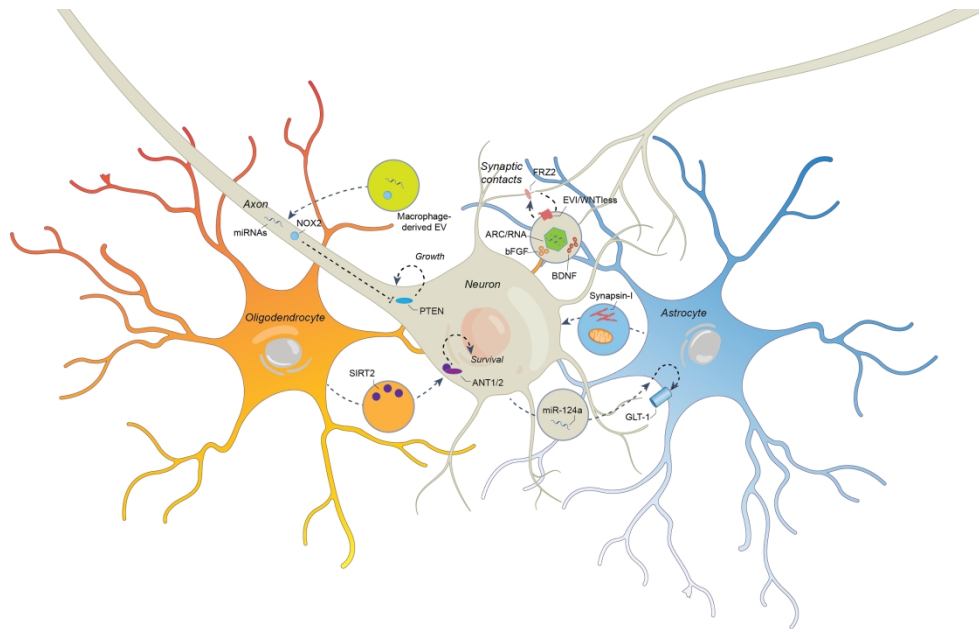 Synaptic
contacts
FRZ2
EVI/WNTless
Axon
miRNAs
NOX2
Macrophage-
derived EV
ARC/RNA
bFGF
BDNF
Growth
PTEN
Neuron
Synapsin-I
Oligodendrocyte
Astrocyte
Survival
SIRT2
ANT1/2
miR-124a
GLT-1